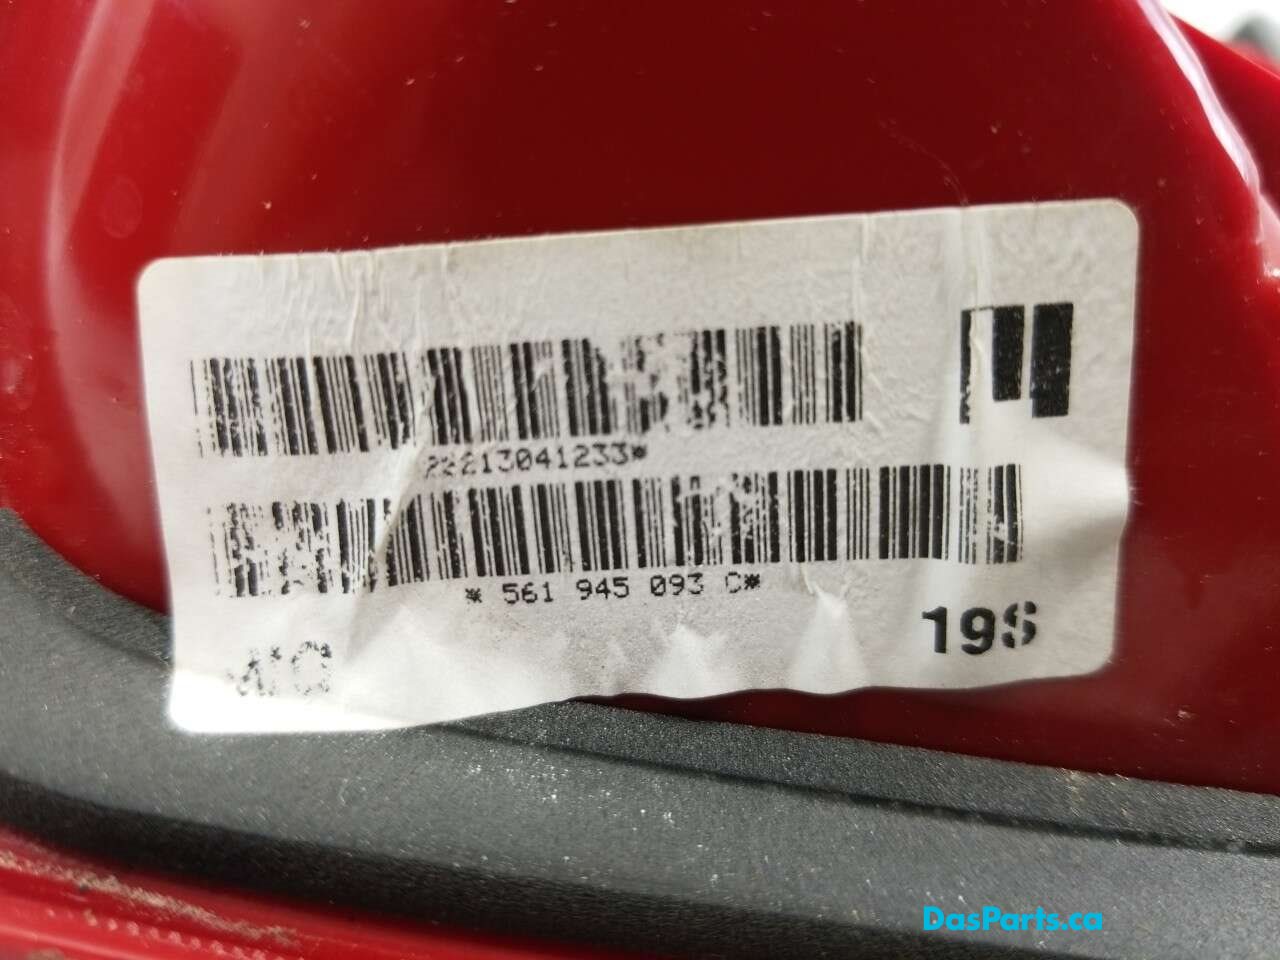 22213041233*
* 561 945 093 C*
19S
DasParts.ca